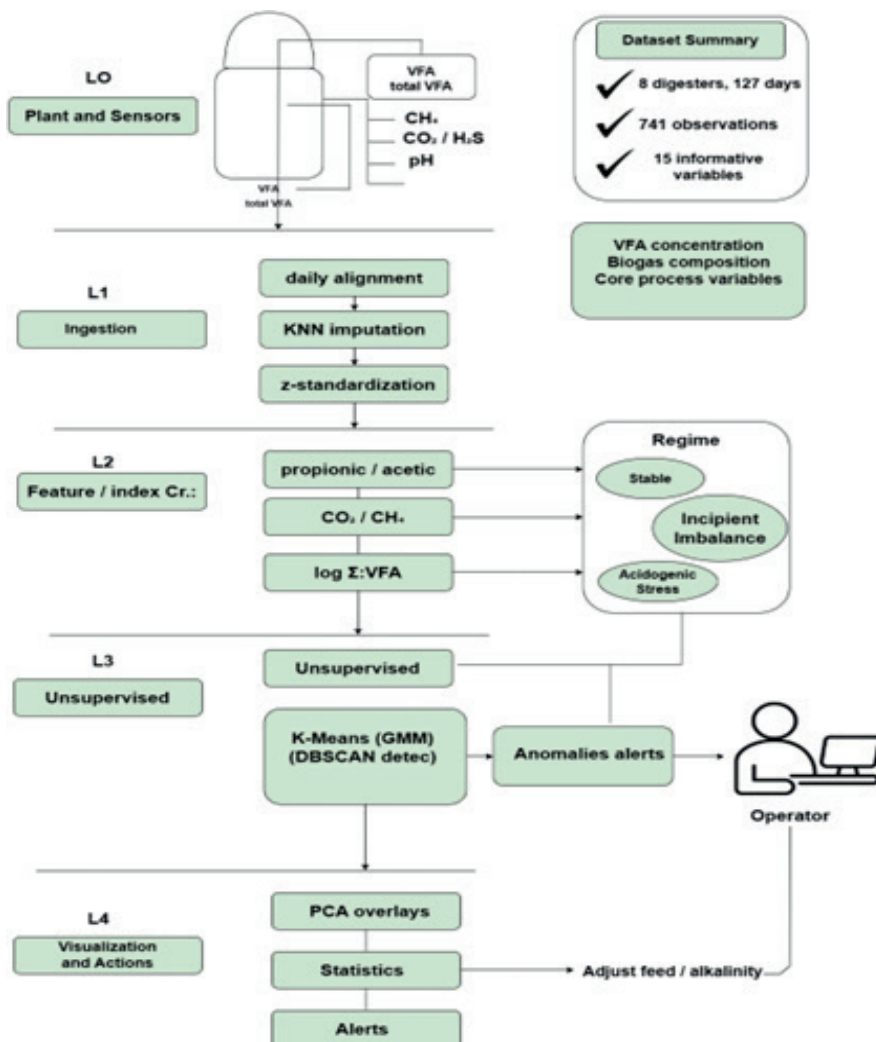 LO
Plant and Sensors
VFA
total VFA
CH₄
CO₂ / H₂S
pH
VFA
total VFA
Dataset Summary
8 digesters, 127 days
741 observations
15 informative
variables
VFA concentration
Biogas composition
Core process variables
L1
Ingestion
daily alignment
KNN imputation
z-standardization
L2
Feature / index Cr.:
propionic / acetic
CO₂ / CH₄
log Σ:VFA
Regime
Stable
Incipient
Imbalance
Acidogenic
Stress
L3
Unsupervised
Unsupervised
K-Means (GMM)
(DBSCAN detec)
Anomalies alerts
Operator
L4
Visualization
and Actions
PCA overlays
Statistics
Alerts
Adjust feed / alkalinity